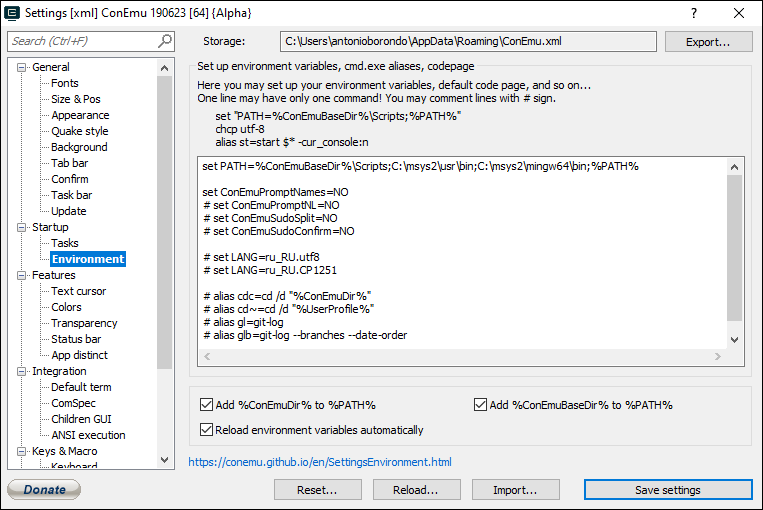 Settings [xml] ConEmu 190623 [64] {Alpha}
?
Search (Ctrl+F)
Storage:
C:\Users\antonioborondo\AppData\Roaming\ConEmu.xml
Export...
General
Fonts
Size & Pos
Appearance
Quake style
Background
Tab bar
Confirm
Task bar
Update
Startup
Tasks
Environment
Features
Text cursor
Colors
Transparency
Status bar
App distinct
Integration
Default term
ComSpec
Children GUI
ANSI execution
Keys & Macro
Keyboard
Set up environment variables, cmd.exe aliases, codepage
Here you may set up your environment variables, default code page, and so on...
One line may have only one command! You may comment lines with # sign.
set "PATH=%ConEmuBaseDir%\Scripts;%PATH%"
chcp utf-8
alias st=start $* -cur_console:n
set PATH=%ConEmuBaseDir%\Scripts;C:\msys2\usr\bin;C:\msys2\mingw64\bin;%PATH%
set ConEmuPromptNames=NO
# set ConEmuPromptNL=NO
# set ConEmuSudoSplit=NO
# set ConEmuSudoConfirm=NO
# set LANG=ru_RU.utf8
# set LANG=ru_RU.CP1251
# alias cdc=cd /d "%ConEmuDir%"
# alias cd~=cd /d "%UserProfile%"
# alias gl=git-log
# alias glb=git-log --branches --date-order
Add %ConEmuDir% to %PATH%
Add %ConEmuBaseDir% to %PATH%
Reload environment variables automatically
https://conemu.github.io/en/SettingsEnvironment.html
Donate
Reset...
Reload...
Import...
Save settings